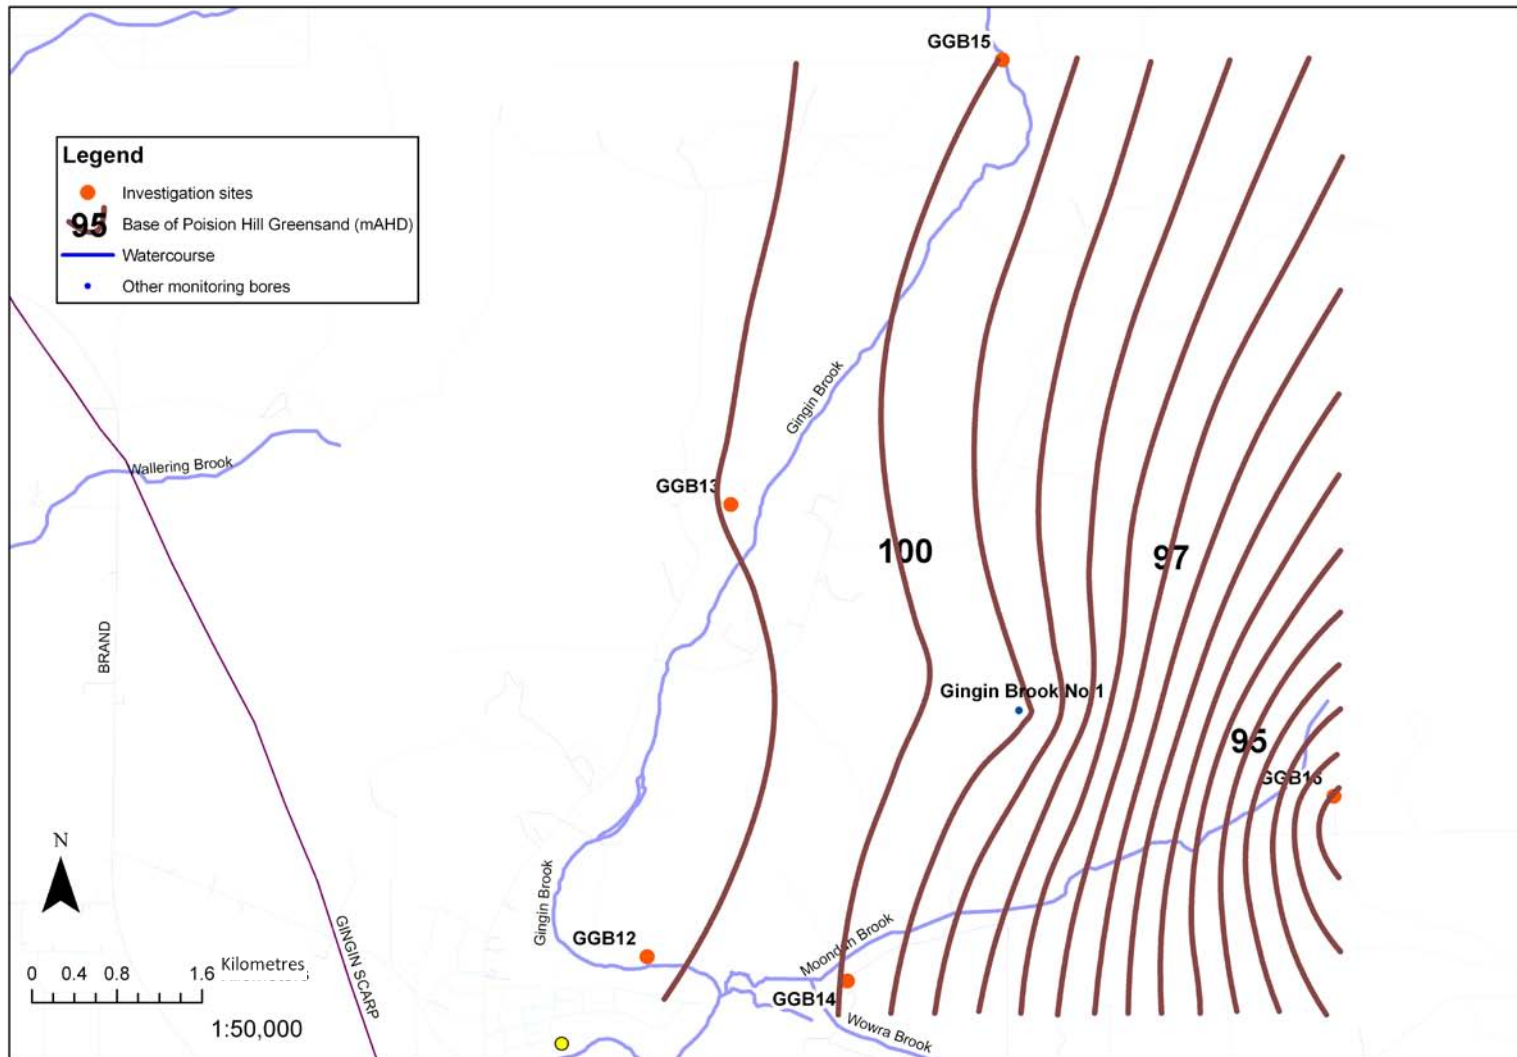 GGB15
Legend
Investigation sites
95 Base of Poision Hill Greensand (mAHD)
Watercourse
Other monitoring bores
Gingin Brook
Wallering Brook
GGB13
100
97
BRAND
Gingin Brook No 1
95
GGB16
N
Gingin Brook
GINGIN SCARP
GGB12
Moondah Brook
0 0.4 0.8 1.6 Kilometres
GGB14
Wowra Brook
1:50,000